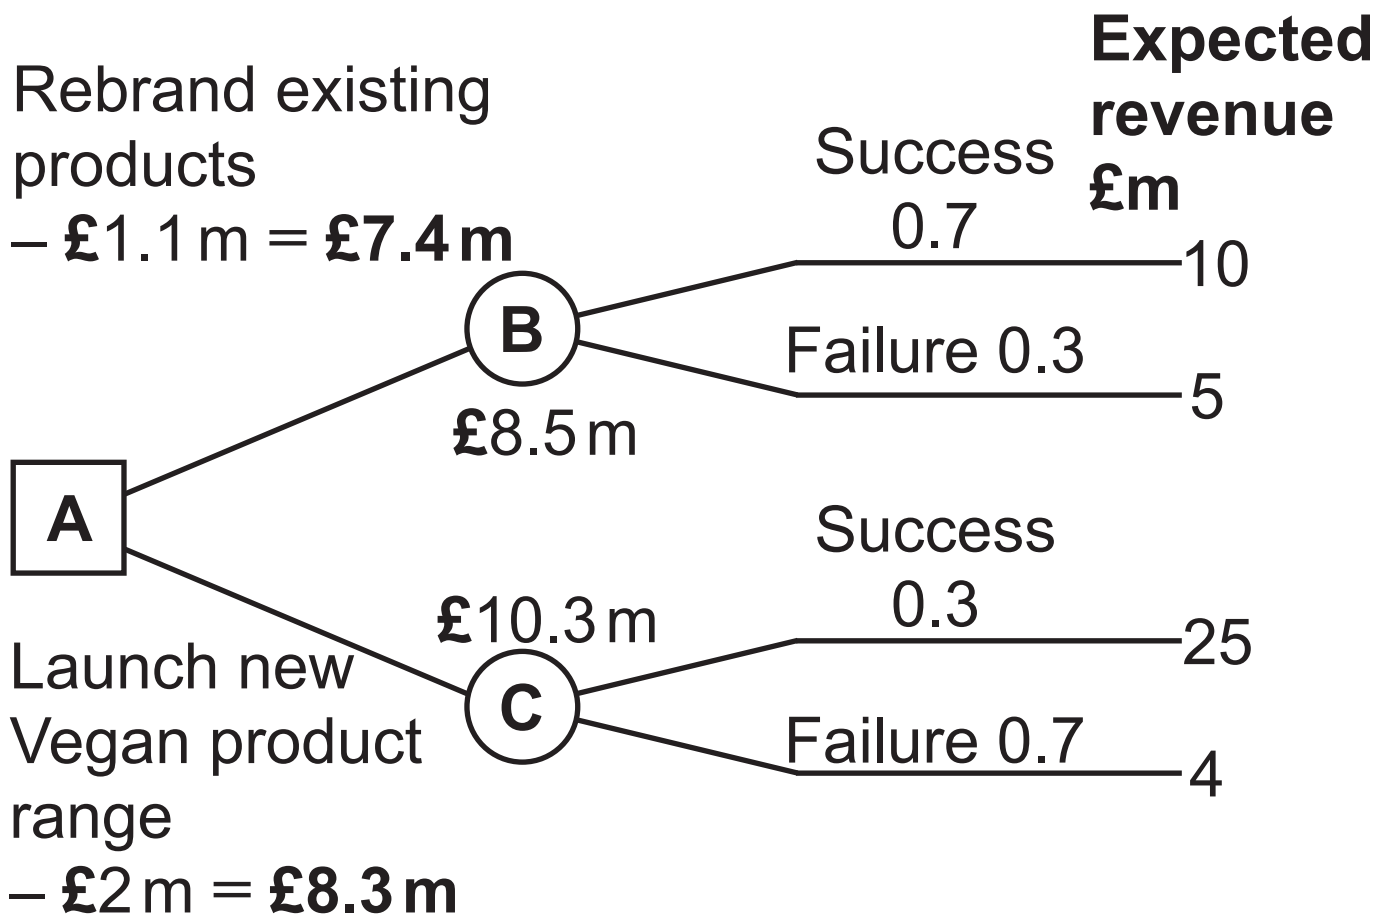 Expected
revenue
£m
Rebrand existing
products
– £1.1 m = £7.4 m
Success
0.7
10
B
Failure 0.3
5
£8.5 m
A
Success
0.3
25
£10.3 m
C
Failure 0.7
4
Launch new
Vegan product
range
– £2 m = £8.3 m